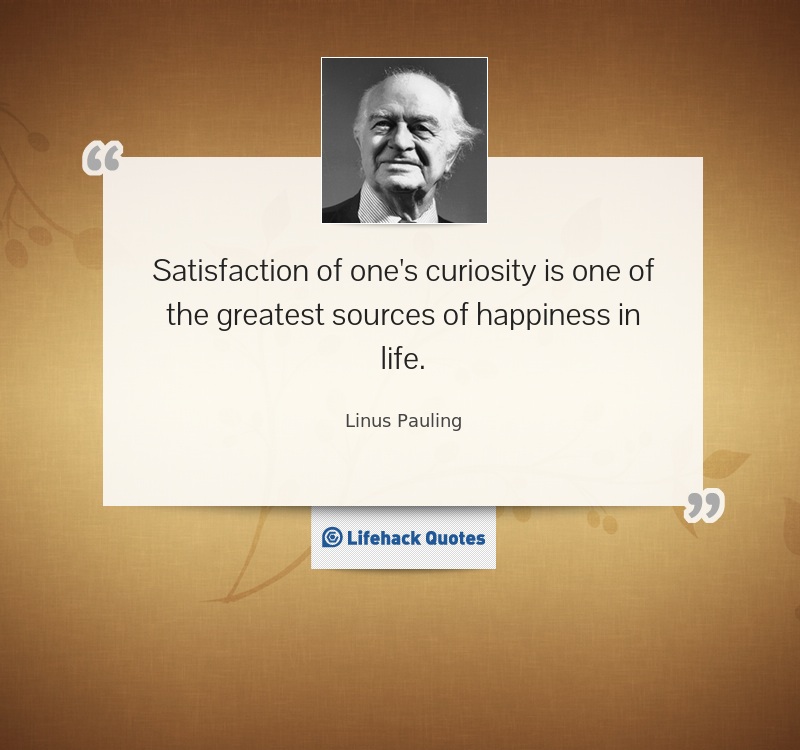 “
Satisfaction of one's curiosity is one of
the greatest sources of happiness in
life.
Linus Pauling
”
Lifehack Quotes